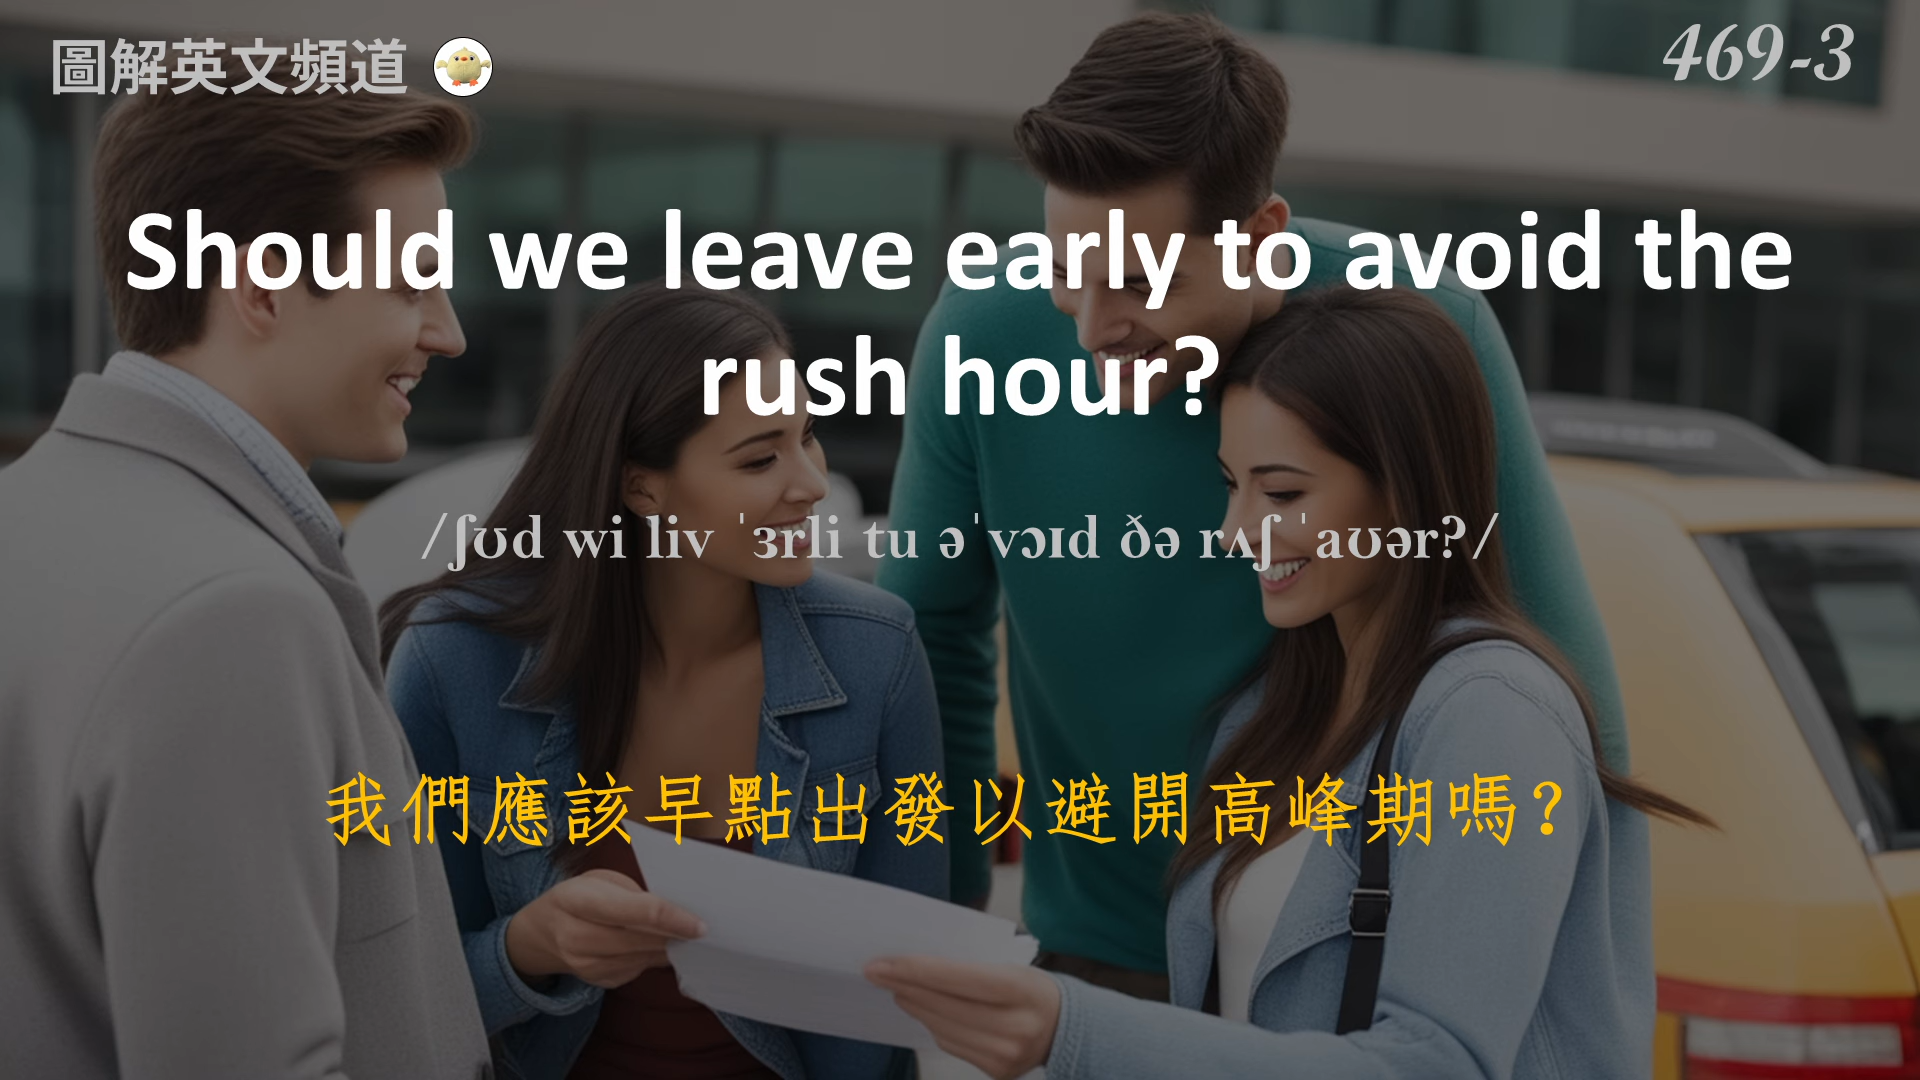 圖解英文頻道
469-3
Should we leave early to avoid the
rush hour?
/ʃʊd wi liv ˈɜrli tu əˈvɔɪd ðə rʌʃ ˈaʊər?/
我們應該早點出發以避開高峰期嗎？